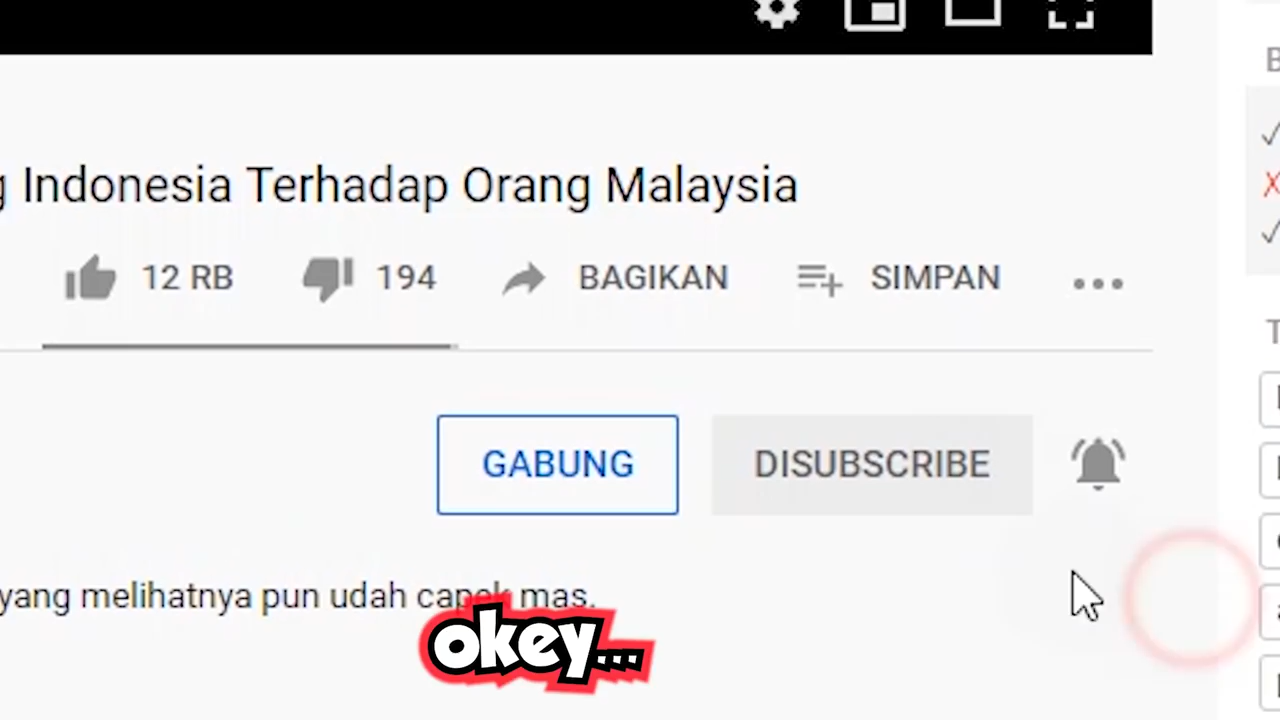 Indonesia Terhadap Orang Malaysia
12 RB 194 BAGIKAN SIMPAN
GABUNG DISUBSCRIBE
yang melihatnya pun udah capek mas.
okey...